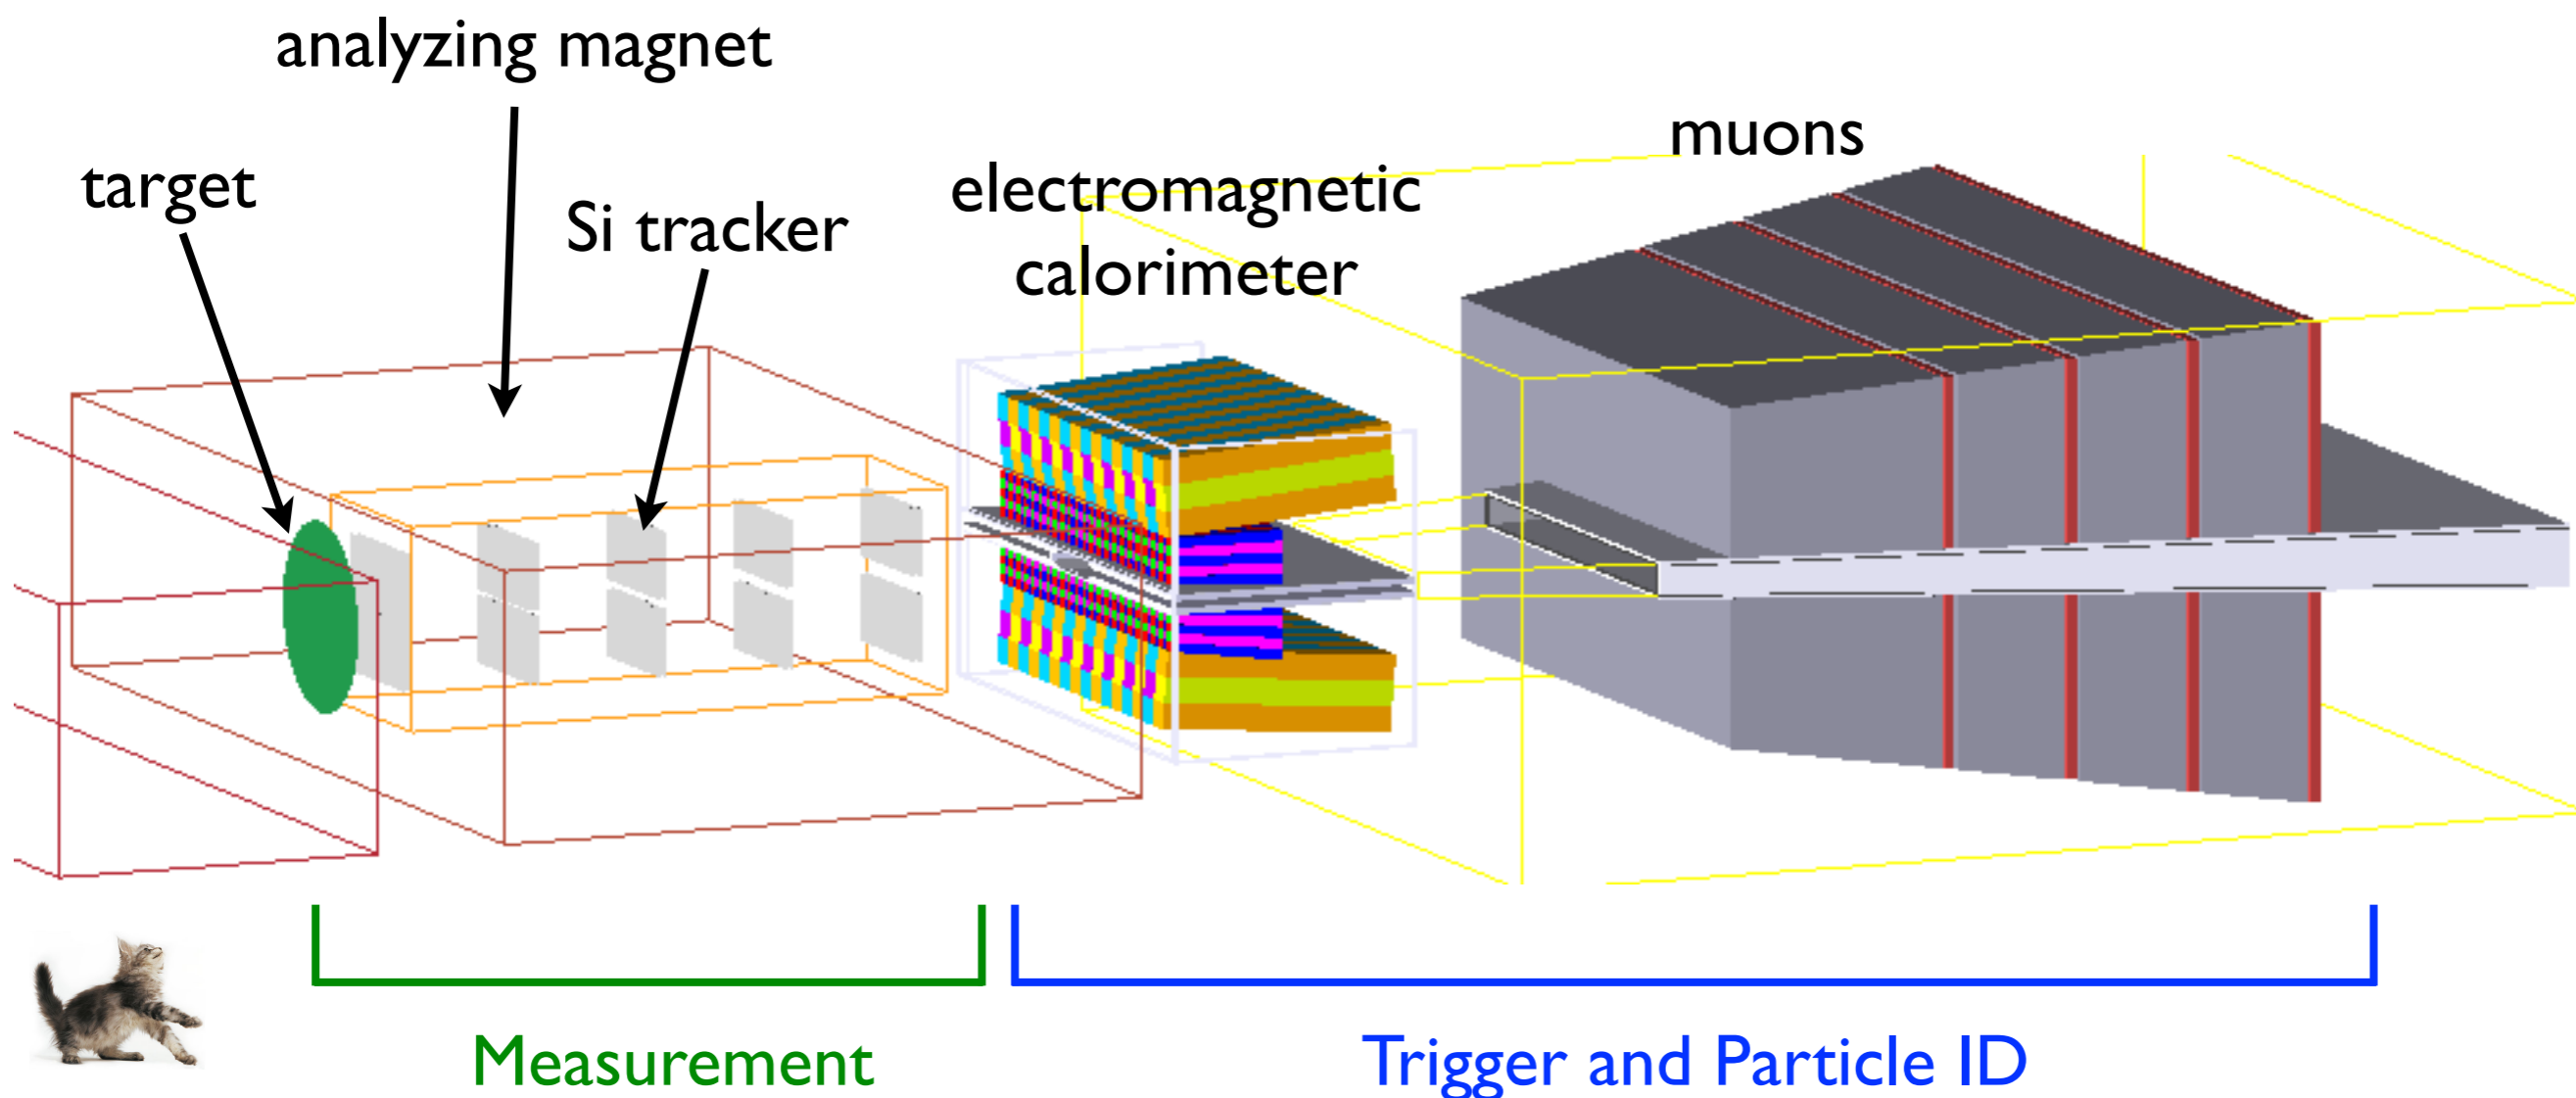 analyzing magnet
target
Si tracker
electromagnetic
calorimeter
muons
Measurement
Trigger and Particle ID